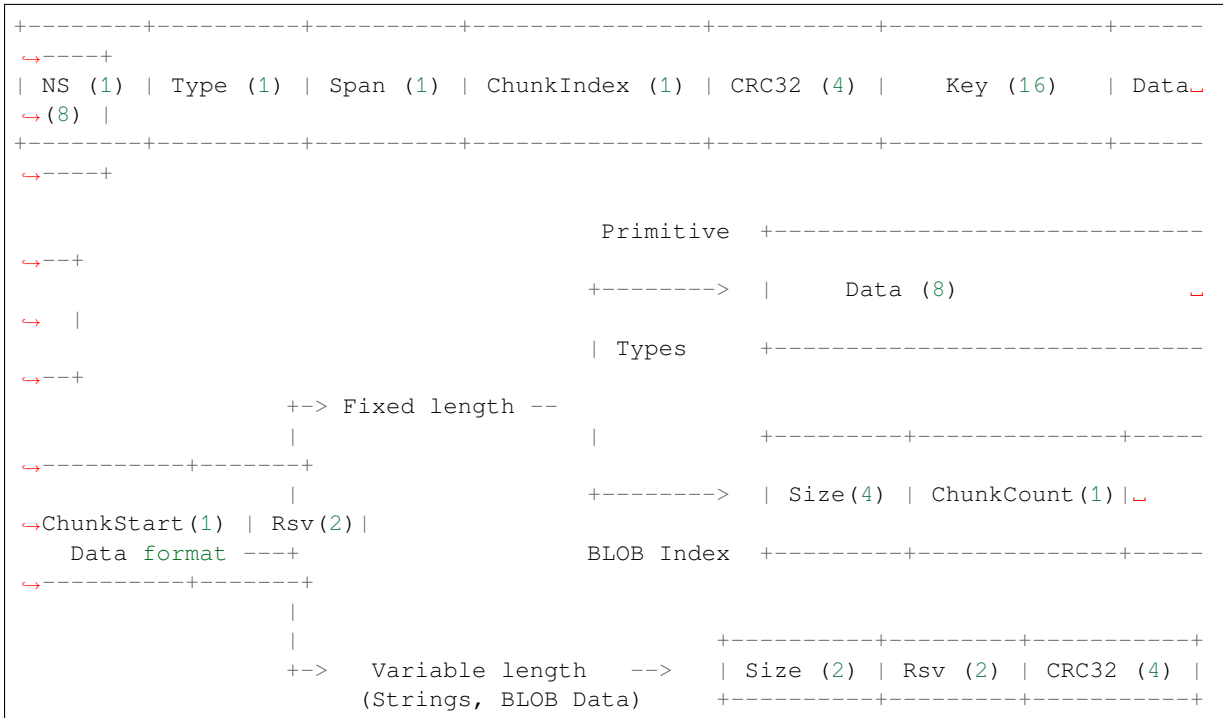 +--------+----------+----------+---------------+-----------+---------------+------
↪----+
| NS (1) | Type (1) | Span (1) | ChunkIndex (1) | CRC32 (4) |    Key (16)    | Data␣
↪(8) |
+--------+----------+----------+---------------+-----------+---------------+------
↪----+
Primitive  +-----------------------------
↪--+
+-------->  |     Data (8)                ␣
↪  |
| Types     +-----------------------------
↪--+
+-> Fixed length --
|                   |           +---------+--------------+-----
↪----------+-------+
|                   +-------->  | Size(4) | ChunkCount(1)|␣
↪ChunkStart(1) | Rsv(2)|
Data format ---+                   BLOB Index  +---------+--------------+-----
↪----------+-------+
|
|                            +----------+---------+-----------+
+->   Variable length   -->   | Size (2) | Rsv (2) | CRC32 (4) |
(Strings, BLOB Data)     +----------+---------+-----------+